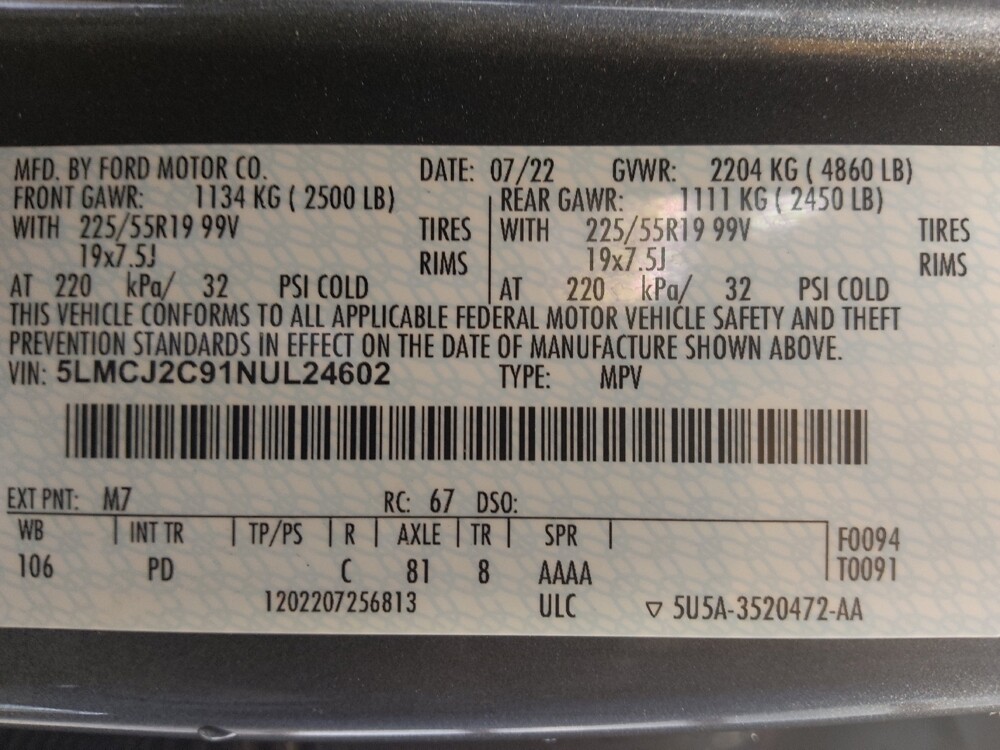 MFD. BY FORD MOTOR CO. DATE: 07/22 GVWR: 2204 KG ( 4860 LB)
FRONT GAWR: 1134 KG ( 2500 LB) REAR GAWR: 1111 KG ( 2450 LB)
WITH 225/55R19 99V TIRES WITH 225/55R19 99V TIRES
19x7.5J RIMS 19x7.5J RIMS
AT 220 kPa/ 32 PSI COLD AT 220 kPa/ 32 PSI COLD
THIS VEHICLE CONFORMS TO ALL APPLICABLE FEDERAL MOTOR VEHICLE SAFETY AND THEFT
PREVENTION STANDARDS IN EFFECT ON THE DATE OF MANUFACTURE SHOWN ABOVE.
VIN: 5LMCJ2C91NUL24602 TYPE: MPV
EXT PNT: M7 RC: 67 DSO:
WB INT TR TP/PS R AXLE TR SPR F0094
106 PD C 81 8 AAAA T0091
1202207256813 ULC ▽ 5U5A-3520472-AA